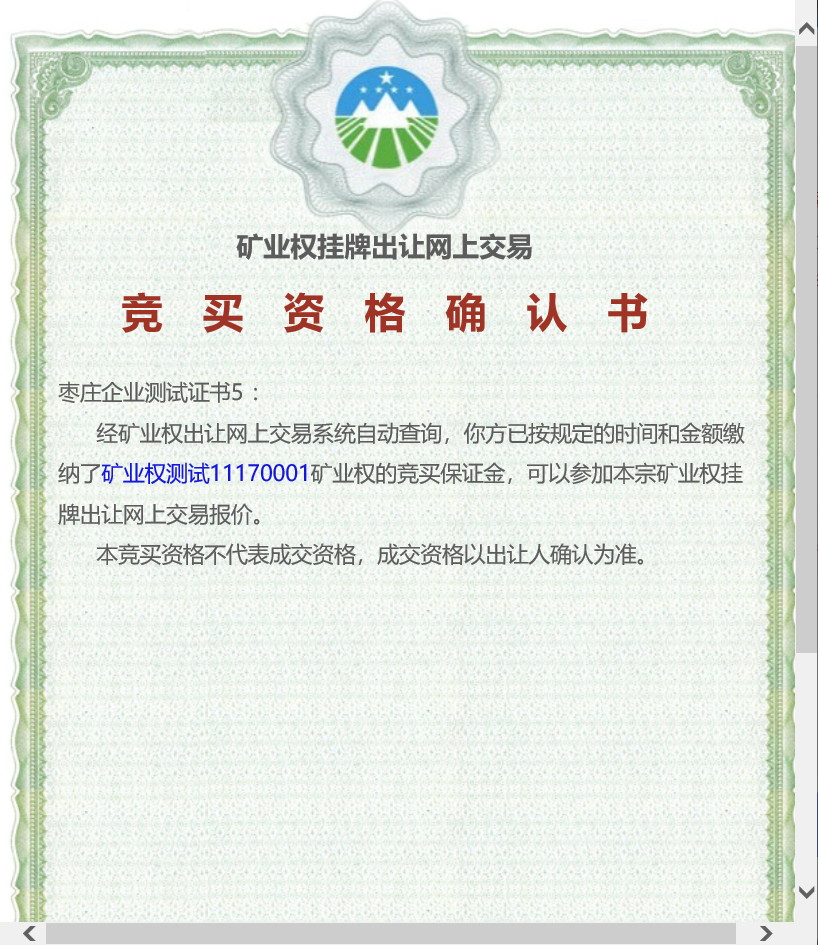 矿业权挂牌出让网上交易
竞买资格确认书
枣庄企业测试证书5：
经矿业权出让网上交易系统自动查询，你方已按规定的时间和金额缴
纳了矿业权测试11170001矿业权的竞买保证金，可以参加本宗矿业权挂
牌出让网上交易报价。
本竞买资格不代表成交资格，成交资格以出让人确认为准。